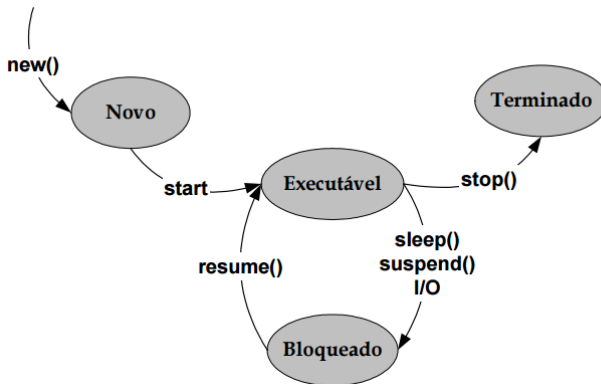 new()
Novo
Terminado
start
Executável
stop()
sleep()
suspend()
I/O
resume()
Bloqueado